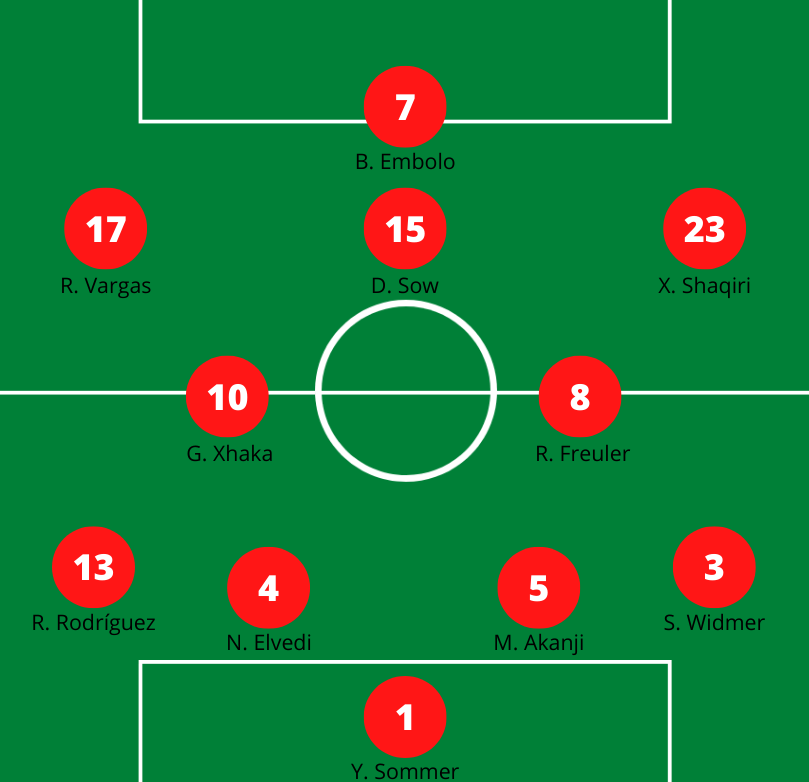 7
B. Embolo
17
15
23
R. Vargas
D. Sow
X. Shaqiri
10
8
G. Xhaka
R. Freuler
13
3
4
5
R. Rodríguez
S. Widmer
N. Elvedi
M. Akanji
1
Y. Sommer